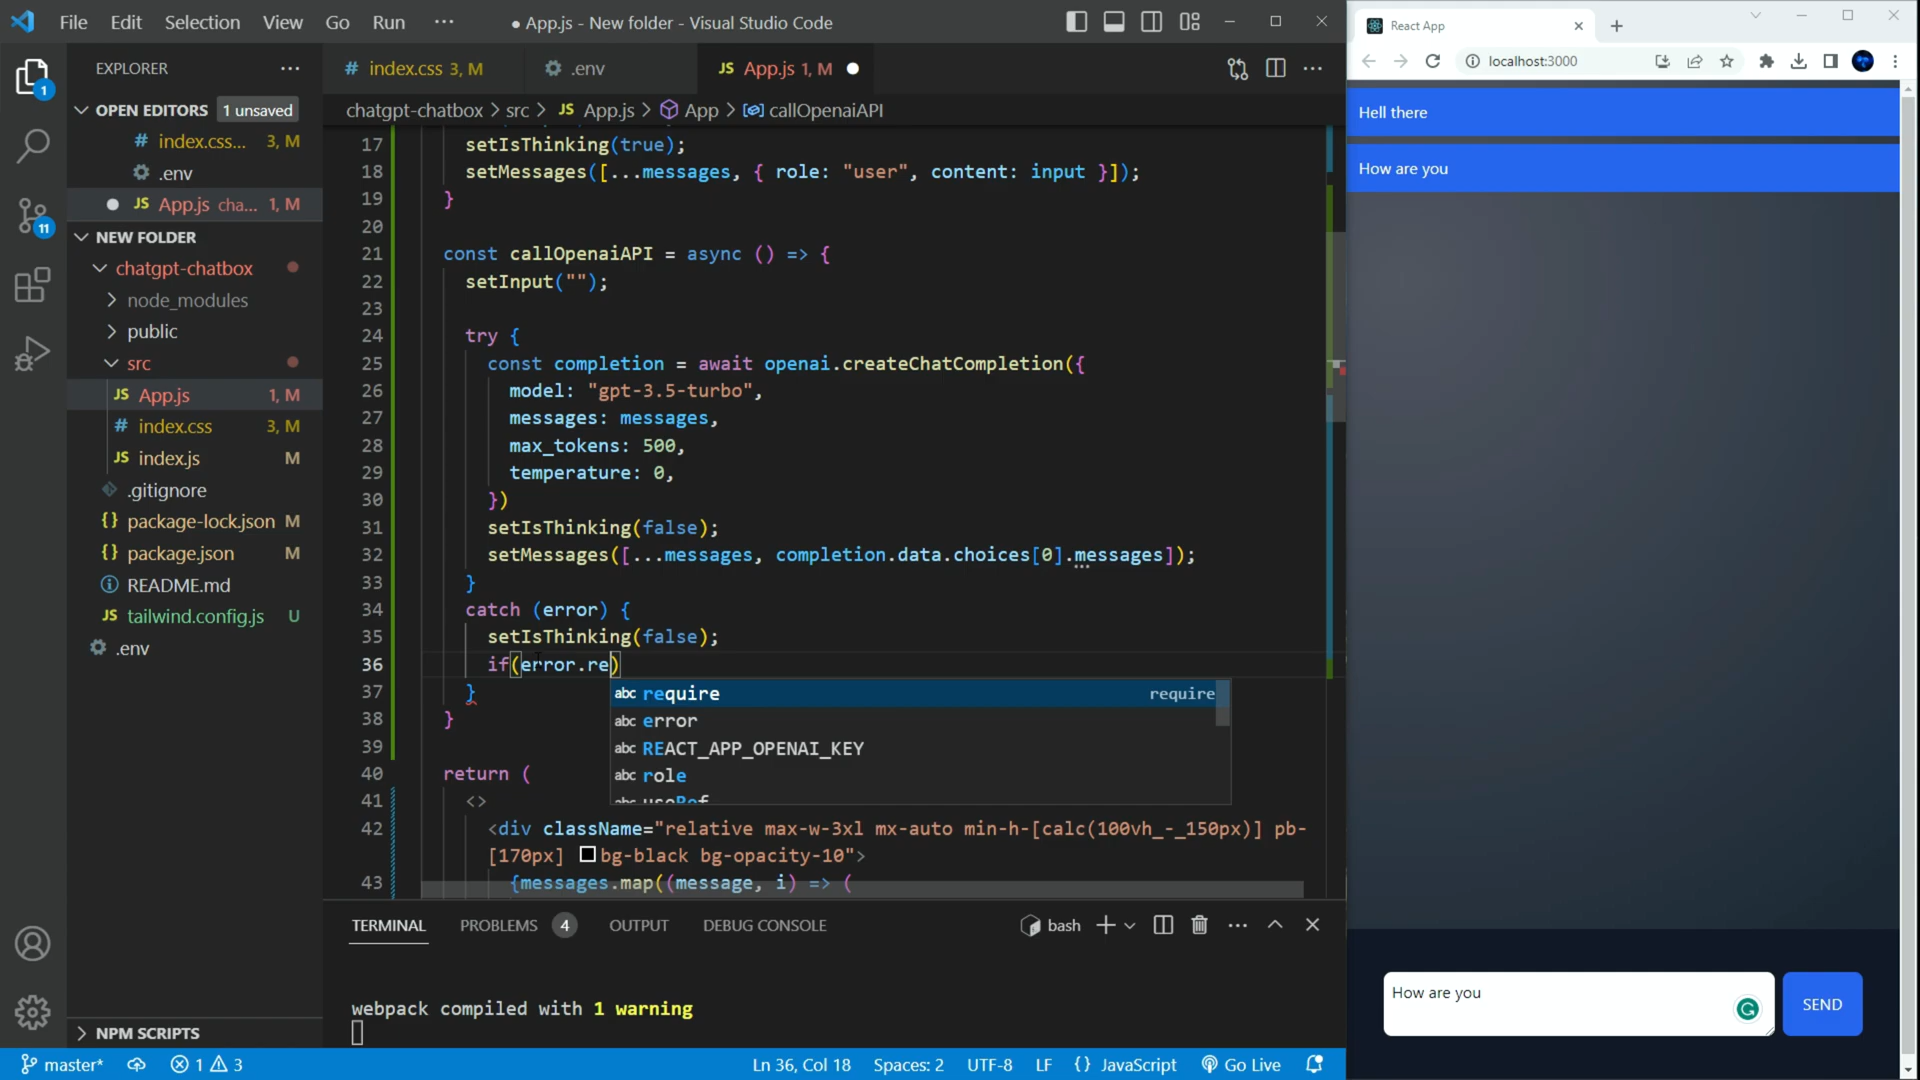 File Edit Selection View Go Run ··· ● App.js - New folder - Visual Studio Code
EXPLORER ···
OPEN EDITORS 1 unsaved
# index.css... 3, M
.env
● JS App.js cha... 1, M
NEW FOLDER
chatgpt-chatbox
node_modules
public
src
JS App.js 1, M
# index.css 3, M
JS index.js M
.gitignore
{} package-lock.json M
{} package.json M
README.md
JS tailwind.config.js U
.env
NPM SCRIPTS
1
11
# index.css 3, M .env JS App.js 1, M ●
chatgpt-chatbox > src > JS App.js > App > callOpenaiAPI
17 setIsThinking(true);
18 setMessages([...messages, { role: "user", content: input }]);
19 }
20
21 const callOpenaiAPI = async () => {
22 setInput("");
23
24 try {
25 const completion = await openai.createChatCompletion({
26 model: "gpt-3.5-turbo",
27 messages: messages,
28 max_tokens: 500,
29 temperature: 0,
30 })
31 setIsThinking(false);
32 setMessages([...messages, completion.data.choices[0].messages]);
33 }
34 catch (error) {
35 setIsThinking(false);
36 if(error.re)
37 }
38 }
39
40 return (
41 <>
42 <div className="relative max-w-3xl mx-auto min-h-[calc(100vh_-_150px)] pb-
[170px] bg-black bg-opacity-10">
43 {messages.map((message, i) => (
abc require require
abc error
abc REACT_APP_OPENAI_KEY
abc role
abc useRef
TERMINAL PROBLEMS 4 OUTPUT DEBUG CONSOLE bash
webpack compiled with 1 warning
master* 1 3 Ln 36, Col 18 Spaces: 2 UTF-8 LF {} JavaScript Go Live
React App
localhost:3000
Hell there
How are you
How are you
SEND